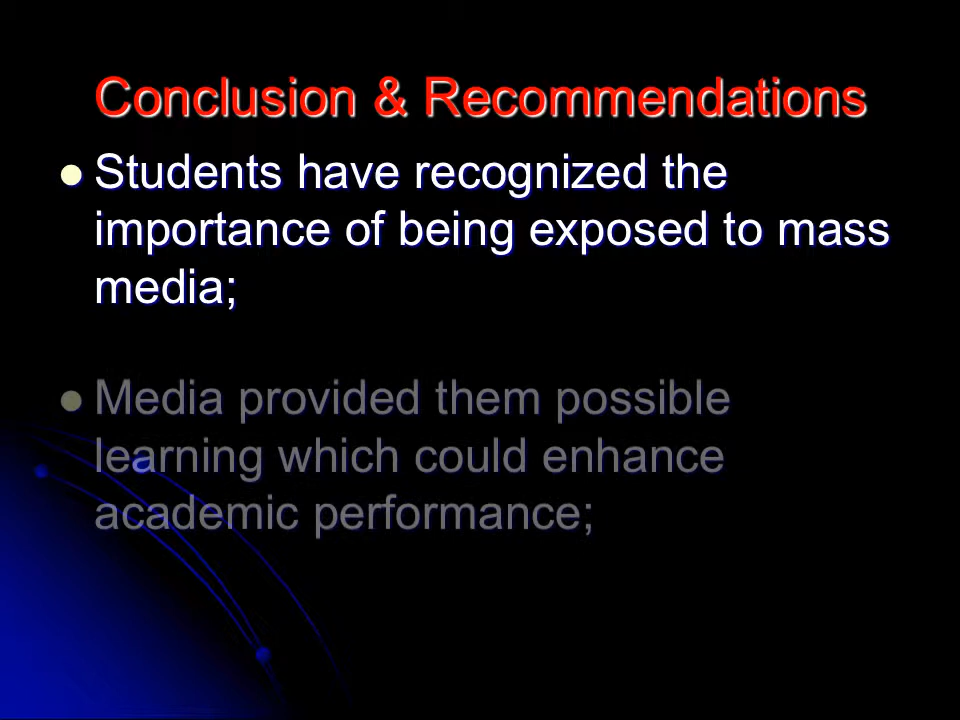 Conclusion & Recommendations
● Students have recognized the
importance of being exposed to mass
media;
● Media provided them possible
learning which could enhance
academic performance;